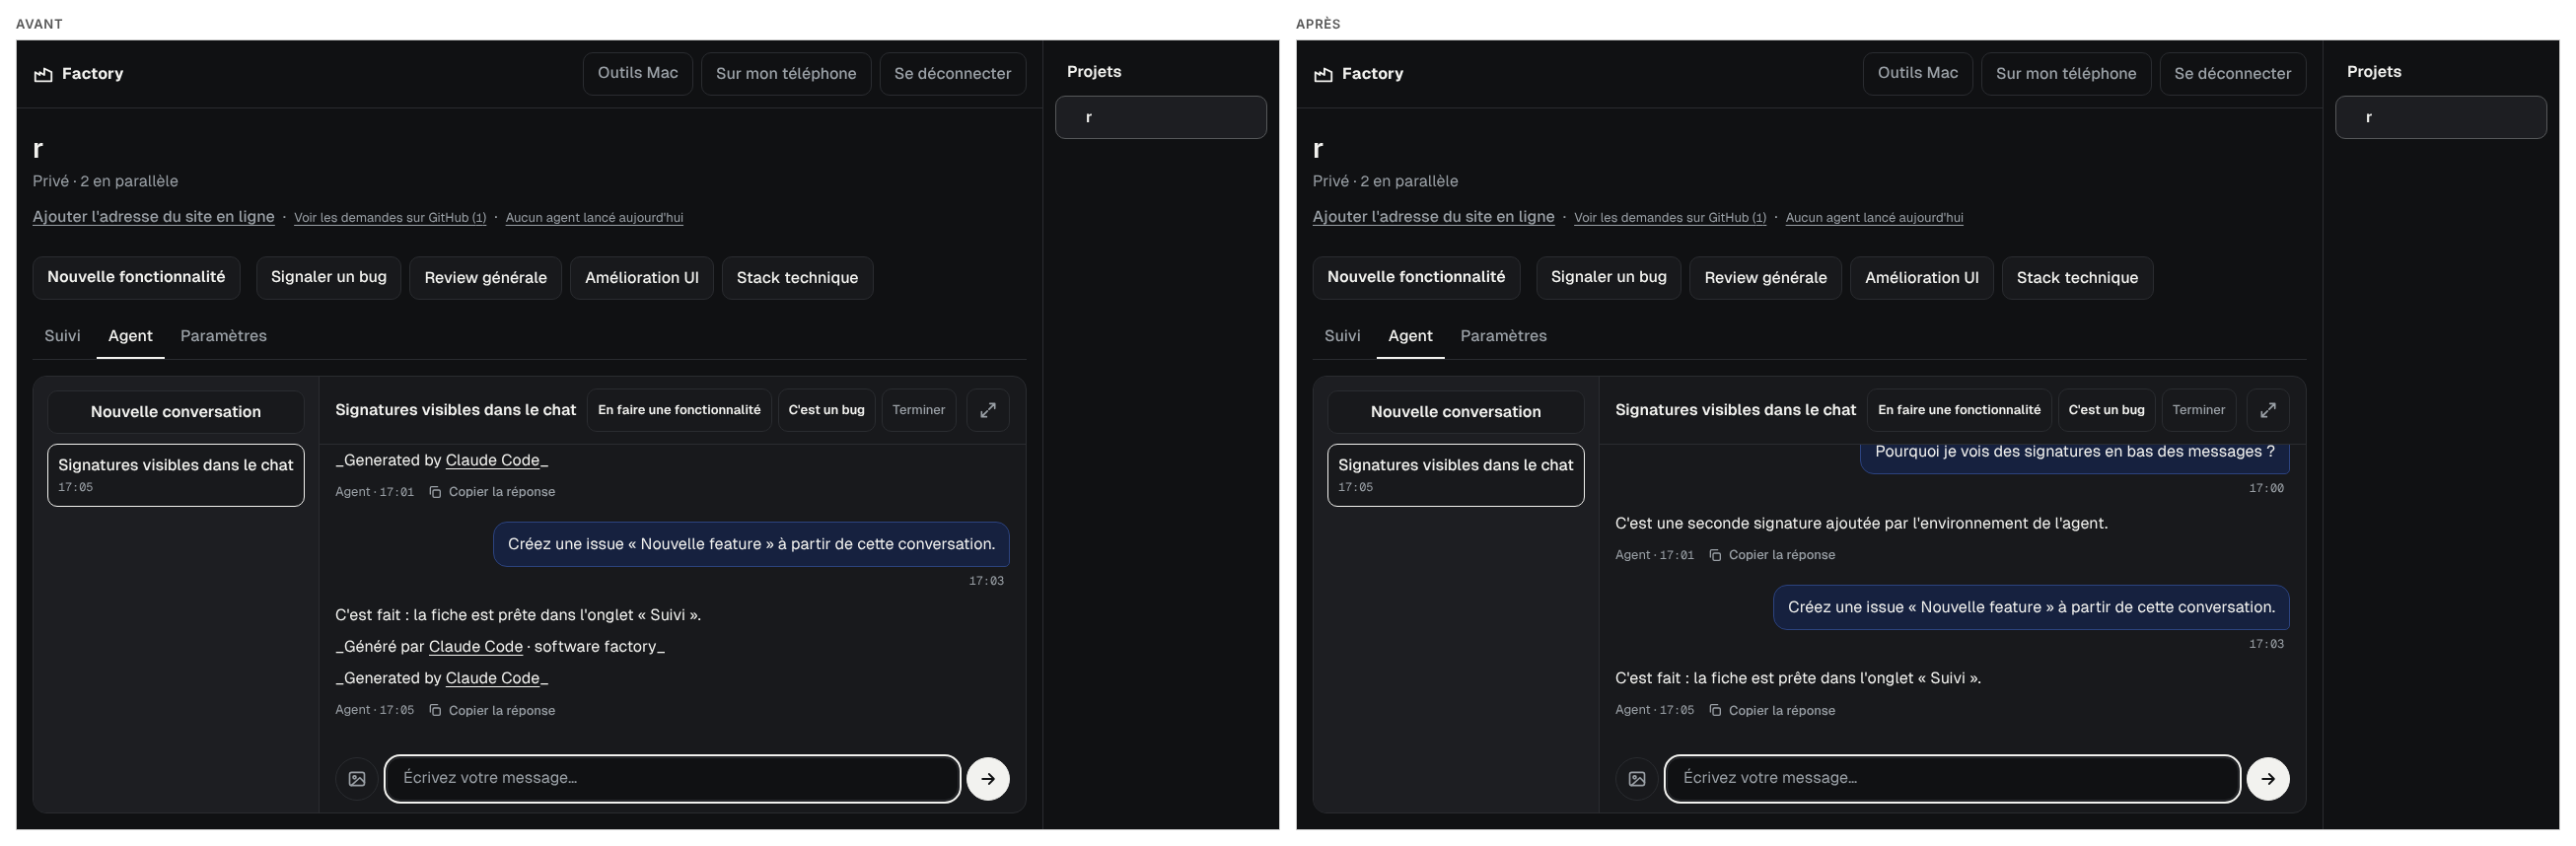 AVANT
Factory
Outils Mac
Sur mon téléphone
Se déconnecter
Projets
r
r
Privé · 2 en parallèle
Ajouter l'adresse du site en ligne · Voir les demandes sur GitHub (1) · Aucun agent lancé aujourd'hui
Nouvelle fonctionnalité
Signaler un bug
Review générale
Amélioration UI
Stack technique
Suivi
Agent
Paramètres
Nouvelle conversation
Signatures visibles dans le chat
17:05
Signatures visibles dans le chat
En faire une fonctionnalité
C'est un bug
Terminer
_Generated by Claude Code_
Agent · 17:01 Copier la réponse
Créez une issue « Nouvelle feature » à partir de cette conversation.
17:03
C'est fait : la fiche est prête dans l'onglet « Suivi ».
_Généré par Claude Code · software factory_
_Generated by Claude Code_
Agent · 17:05 Copier la réponse
Écrivez votre message...
APRÈS
Factory
Outils Mac
Sur mon téléphone
Se déconnecter
Projets
r
r
Privé · 2 en parallèle
Ajouter l'adresse du site en ligne · Voir les demandes sur GitHub (1) · Aucun agent lancé aujourd'hui
Nouvelle fonctionnalité
Signaler un bug
Review générale
Amélioration UI
Stack technique
Suivi
Agent
Paramètres
Nouvelle conversation
Signatures visibles dans le chat
17:05
Signatures visibles dans le chat
En faire une fonctionnalité
C'est un bug
Terminer
Pourquoi je vois des signatures en bas des messages ?
17:00
C'est une seconde signature ajoutée par l'environnement de l'agent.
Agent · 17:01 Copier la réponse
Créez une issue « Nouvelle feature » à partir de cette conversation.
17:03
C'est fait : la fiche est prête dans l'onglet « Suivi ».
Agent · 17:05 Copier la réponse
Écrivez votre message...